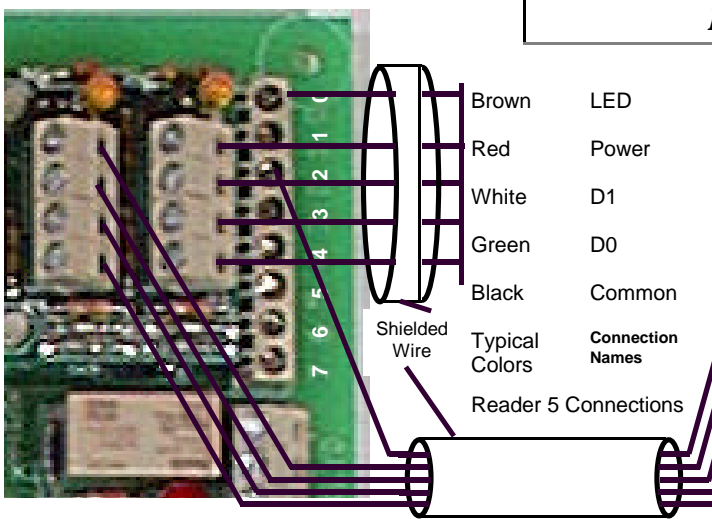 Brown LED
Red Power
White D1
Green D0
Black Common
Shielded
Wire
Typical
Colors
Connection
Names
Reader 5 Connections
0
1
2
3
4
5
6
7